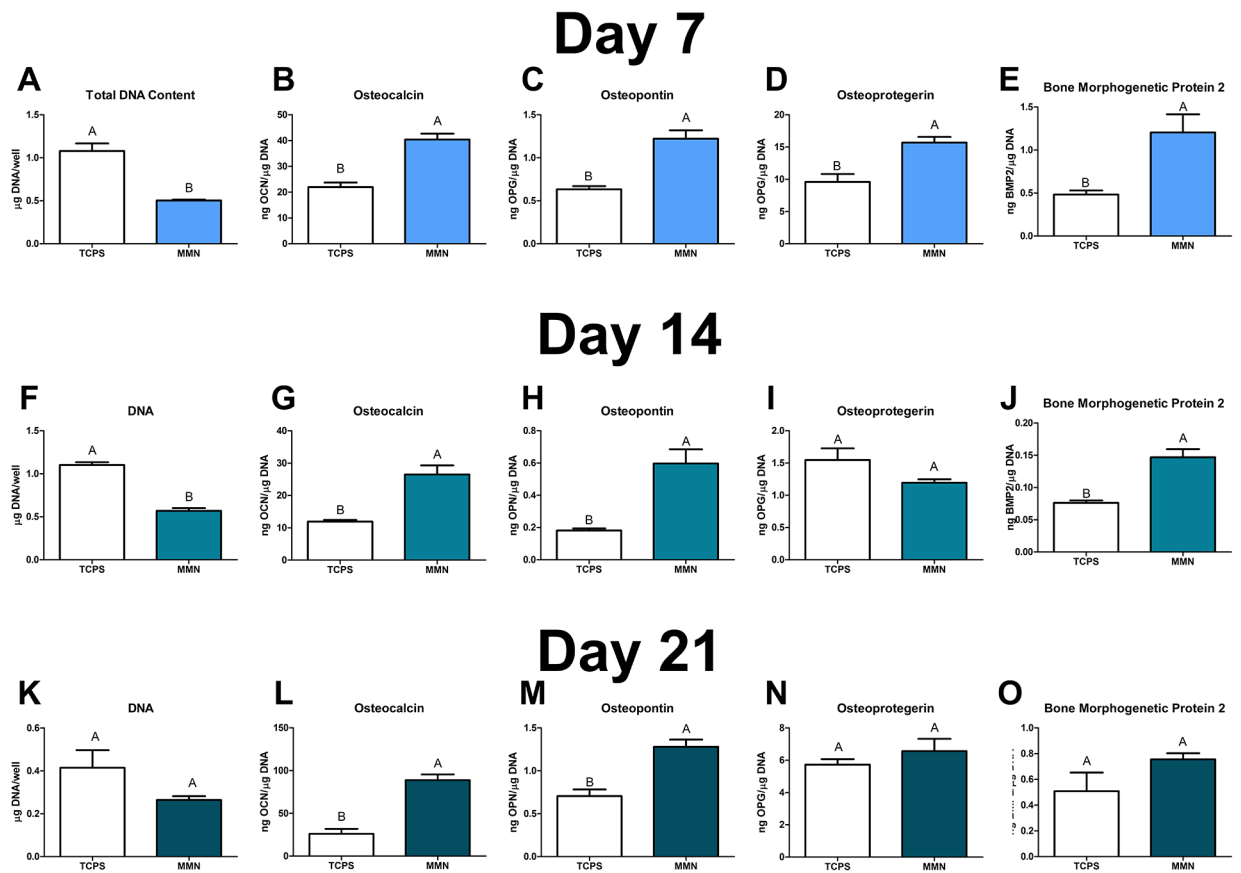 Day 7
A
Total DNA Content
μg DNA/well
1.5
1.0
0.5
0.0
A
B
TCPS
MMN
B
Osteocalcin
ng OCN/μg DNA
50
40
30
20
10
0
B
A
TCPS
MMN
C
Osteopontin
ng OPG/μg DNA
1.5
1.0
0.5
0.0
B
A
TCPS
MMN
D
Osteoprotegerin
ng OPG/μg DNA
20
15
10
5
0
B
A
TCPS
MMN
E
Bone Morphogenetic Protein 2
ng BMP2/μg DNA
1.5
1.0
0.5
0.0
B
A
TCPS
MMN
Day 14
F
DNA
μg DNA/well
1.5
1.0
0.5
0.0
A
B
TCPS
MMN
G
Osteocalcin
ng OCN/μg DNA
40
30
20
10
0
B
A
TCPS
MMN
H
Osteopontin
ng OPN/μg DNA
0.8
0.6
0.4
0.2
0.0
B
A
TCPS
MMN
I
Osteoprotegerin
ng OPG/μg DNA
2.0
1.5
1.0
0.5
0.0
A
A
TCPS
MMN
J
Bone Morphogenetic Protein 2
ng BMP2/μg DNA
0.20
0.15
0.10
0.05
0.00
B
A
TCPS
MMN
Day 21
K
DNA
μg DNA/well
0.6
0.4
0.2
0.0
A
A
TCPS
MMN
L
Osteocalcin
ng OCN/μg DNA
150
100
50
0
B
A
TCPS
MMN
M
Osteopontin
ng OPN/μg DNA
1.5
1.0
0.5
0.0
B
A
TCPS
MMN
N
Osteoprotegerin
ng OPG/μg DNA
8
6
4
2
0
A
A
TCPS
MMN
O
Bone Morphogenetic Protein 2
1.0
0.8
0.6
0.4
0.2
0.0
A
A
TCPS
MMN